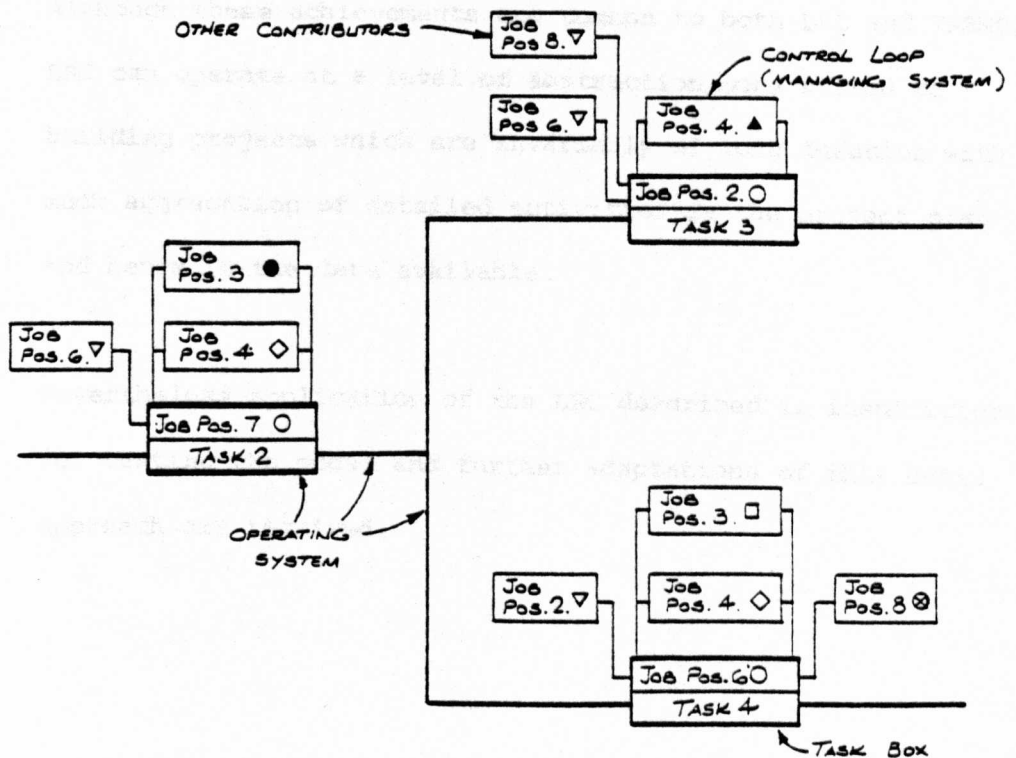 OTHER CONTRIBUTORS
JOB
POS 8. ▽
CONTROL LOOP
(MANAGING SYSTEM)
JOB
POS 6. ▽
JOB
POS. 4. ▲
JOB POS. 2. ○
TASK 3
JOB
POS. 3 ●
JOB
POS. 6. ▽
JOB
POS. 4 ◇
JOB POS. 7 ○
TASK 2
OPERATING
SYSTEM
JOB
POS. 3. □
JOB
POS. 2. ▽
JOB
POS. 4. ◇
JOB
POS. 8 ⊗
JOB POS. 6 ○
TASK 4
TASK BOX